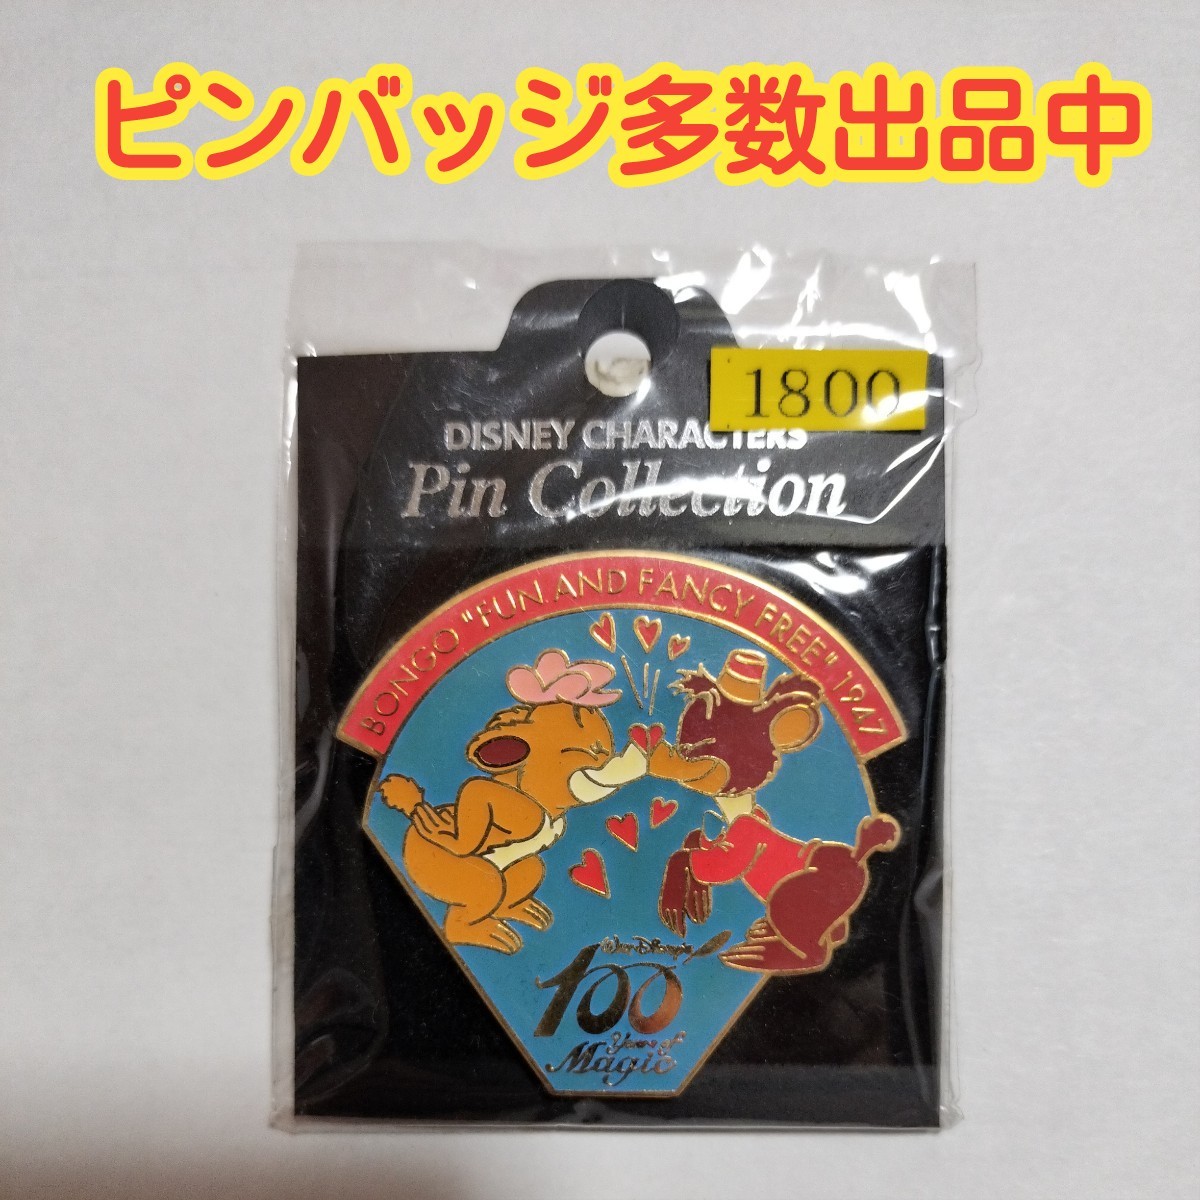 ピンバッジ多数出品中
1800
DISNEY CHARACTERS
Pin Collection
BONGO "FUN AND FANCY FREE" 1947
Walt Disney's
100
Years of
Magic